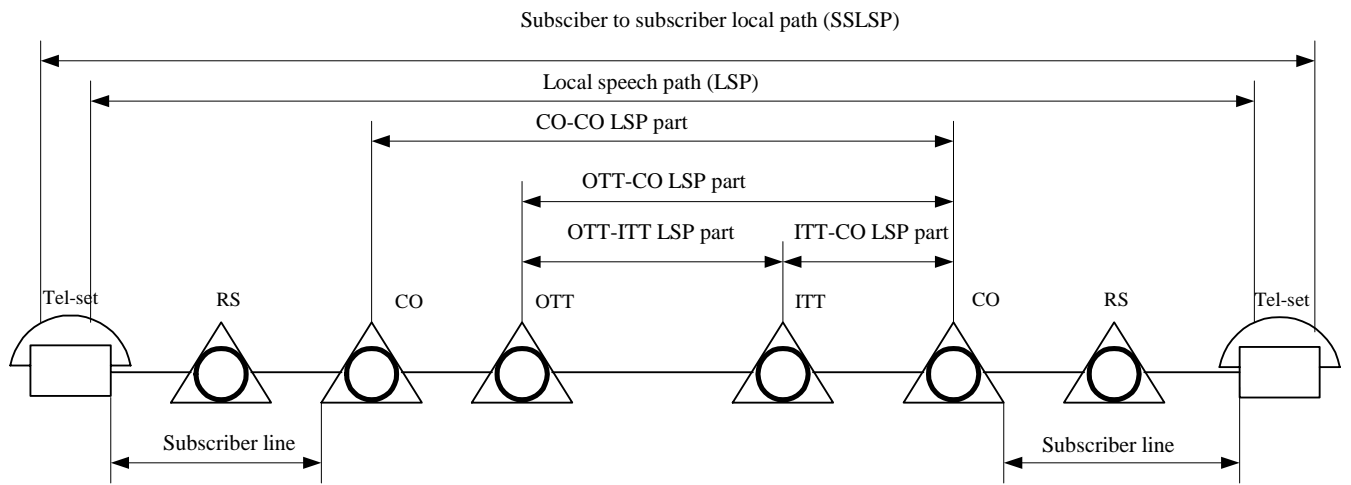 Subsciber to subscriber local path (SSLSP)
Local speech path (LSP)
CO-CO LSP part
OTT-CO LSP part
OTT-ITT LSP part
ITT-CO LSP part
Tel-set
RS
CO
OTT
ITT
CO
RS
Tel-set
Subscriber line
Subscriber line